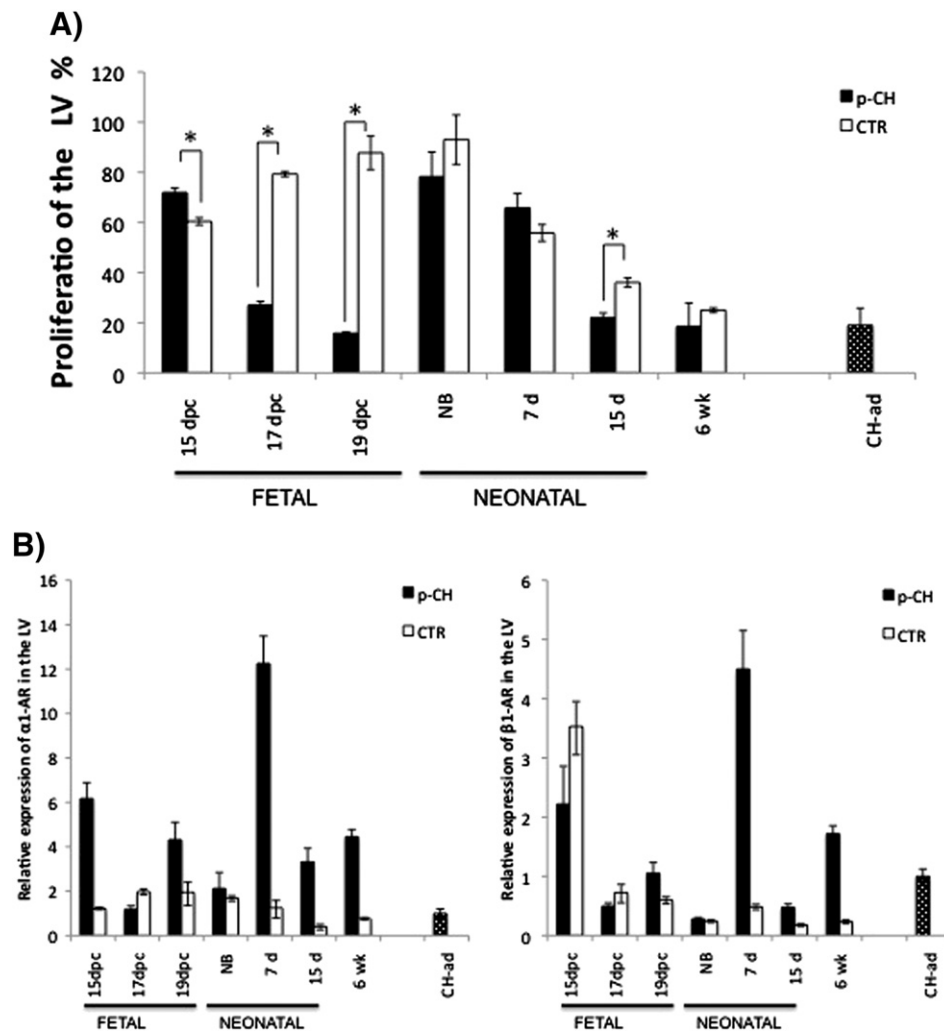 A)
Proliferatio of the LV %
120
100
80
60
40
20
0
* * * *
p-CH
CTR
15 dpc 17 dpc 19 dpc NB 7 d 15 d 6 wk CH-ad
FETAL NEONATAL
B)
Relative expression of α1-AR in the LV
16
14
12
10
8
6
4
2
0
p-CH
CTR
15dpc 17dpc 19dpc NB 7 d 15 d 6 wk CH-ad
FETAL NEONATAL
Relative expression of β1-AR in the LV
6
5
4
3
2
1
0
p-CH
CTR
15dpc 17dpc 19dpc NB 7 d 15 d 6 wk CH-ad
FETAL NEONATAL